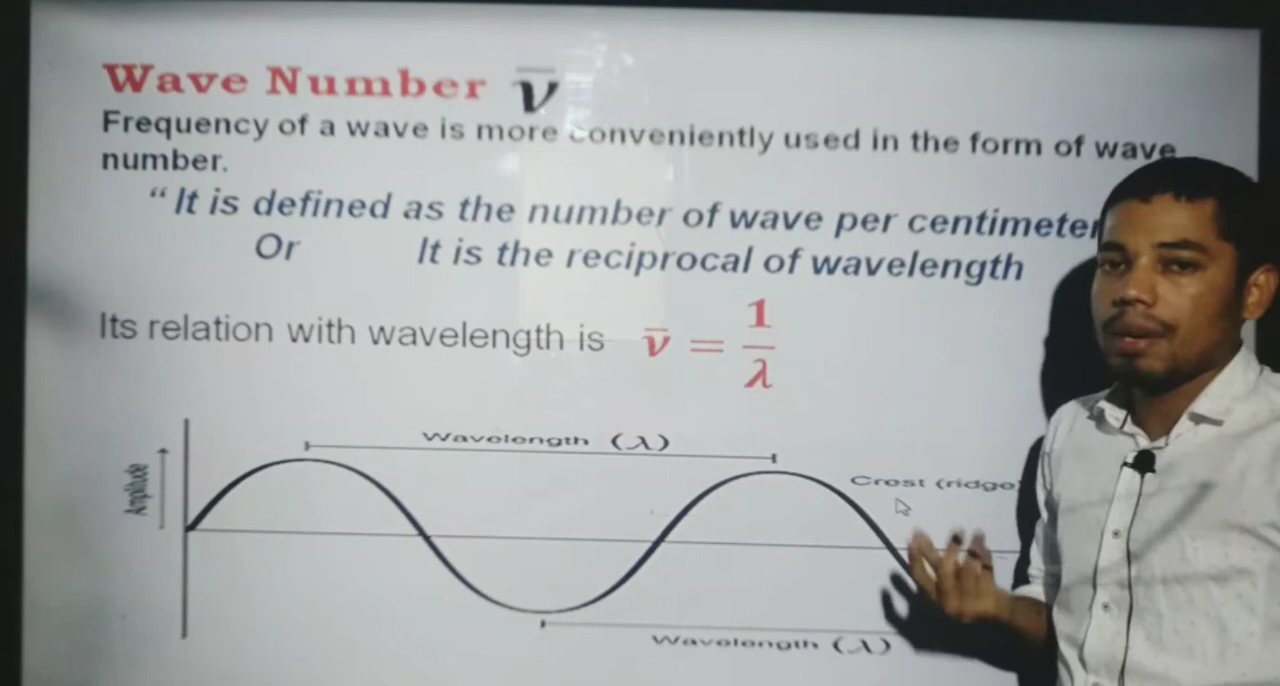 Wave Number ν̅
Frequency of a wave is more conveniently used in the form of wave
number.
“ It is defined as the number of wave per centimeter
Or It is the reciprocal of wavelength
Its relation with wavelength is ν̅ = 1/λ
Wavelength (λ)
Amplitude
Crest (ridge
Wavelength (λ)